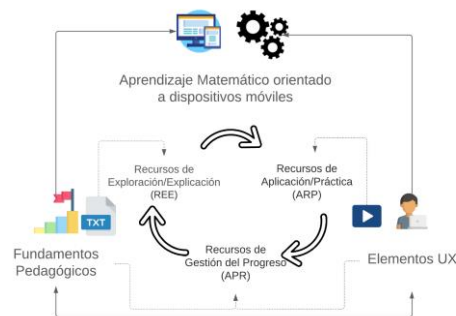 Aprendizaje Matemático orientado
a dispositivos móviles
Recursos de
Exploración/Explicación
(REE)
Recursos de
Aplicación/Práctica
(ARP)
TXT
Fundamentos
Pedagógicos
Recursos de
Gestión del Progreso
(APR)
Elementos UX